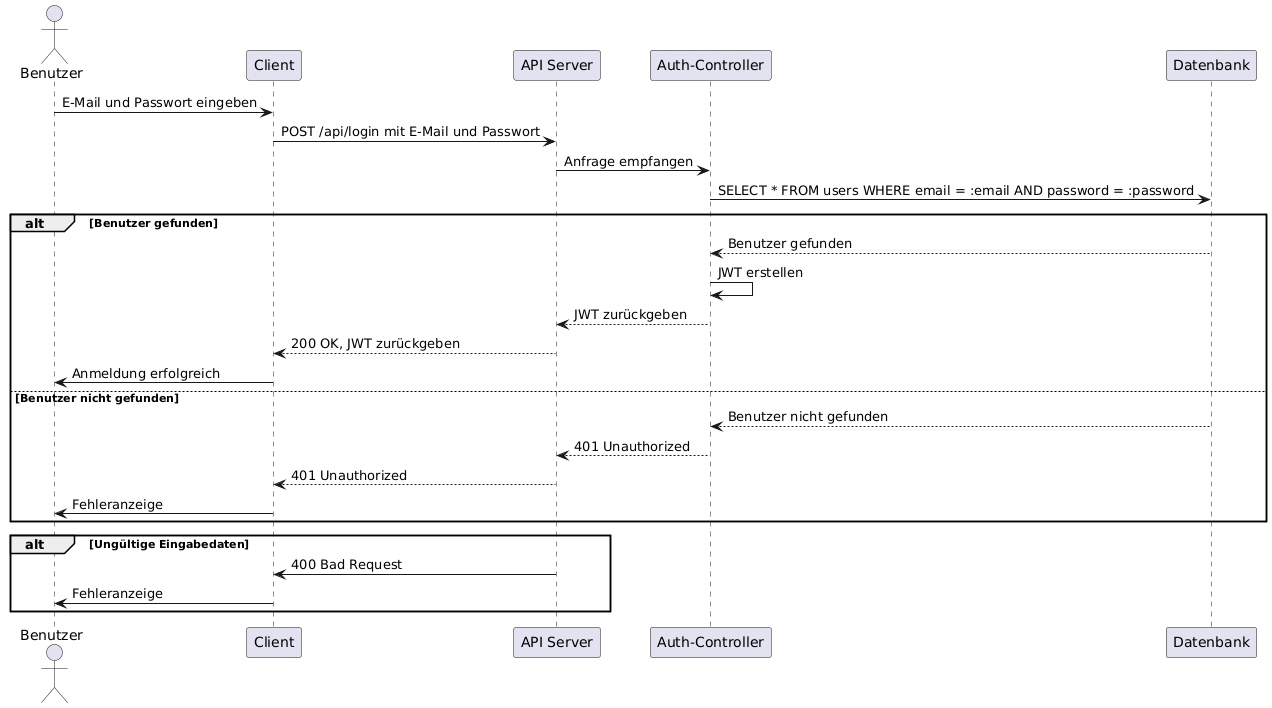 Benutzer
Client
API Server
Auth-Controller
Datenbank
E-Mail und Passwort eingeben
POST /api/login mit E-Mail und Passwort
Anfrage empfangen
SELECT * FROM users WHERE email = :email AND password = :password
alt [Benutzer gefunden]
Benutzer gefunden
JWT erstellen
JWT zurückgeben
200 OK, JWT zurückgeben
Anmeldung erfolgreich
[Benutzer nicht gefunden]
Benutzer nicht gefunden
401 Unauthorized
401 Unauthorized
Fehleranzeige
alt [Ungültige Eingabedaten]
400 Bad Request
Fehleranzeige
Benutzer
Client
API Server
Auth-Controller
Datenbank